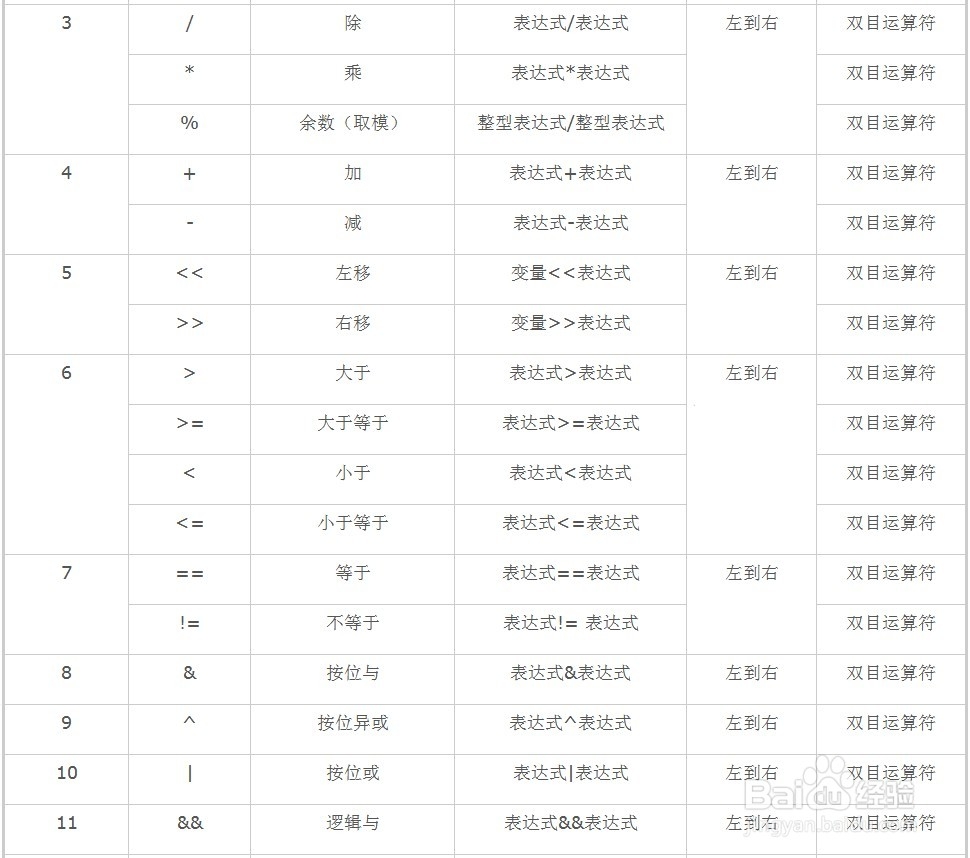 3 / 除 表达式/表达式 左到右 双目运算符
* 乘 表达式*表达式 双目运算符
% 余数（取模） 整型表达式/整型表达式 双目运算符
4 + 加 表达式+表达式 左到右 双目运算符
- 减 表达式-表达式 双目运算符
5 << 左移 变量<<表达式 左到右 双目运算符
>> 右移 变量>>表达式 双目运算符
6 > 大于 表达式>表达式 左到右 双目运算符
>= 大于等于 表达式>=表达式 双目运算符
< 小于 表达式<表达式 双目运算符
<= 小于等于 表达式<=表达式 双目运算符
7 == 等于 表达式==表达式 左到右 双目运算符
!= 不等于 表达式!= 表达式 双目运算符
8 & 按位与 表达式&表达式 左到右 双目运算符
9 ^ 按位异或 表达式^表达式 左到右 双目运算符
10 | 按位或 表达式|表达式 左到右 双目运算符
Baidu 经验
11 && 逻辑与 表达式&&表达式 左到右 双目运算符